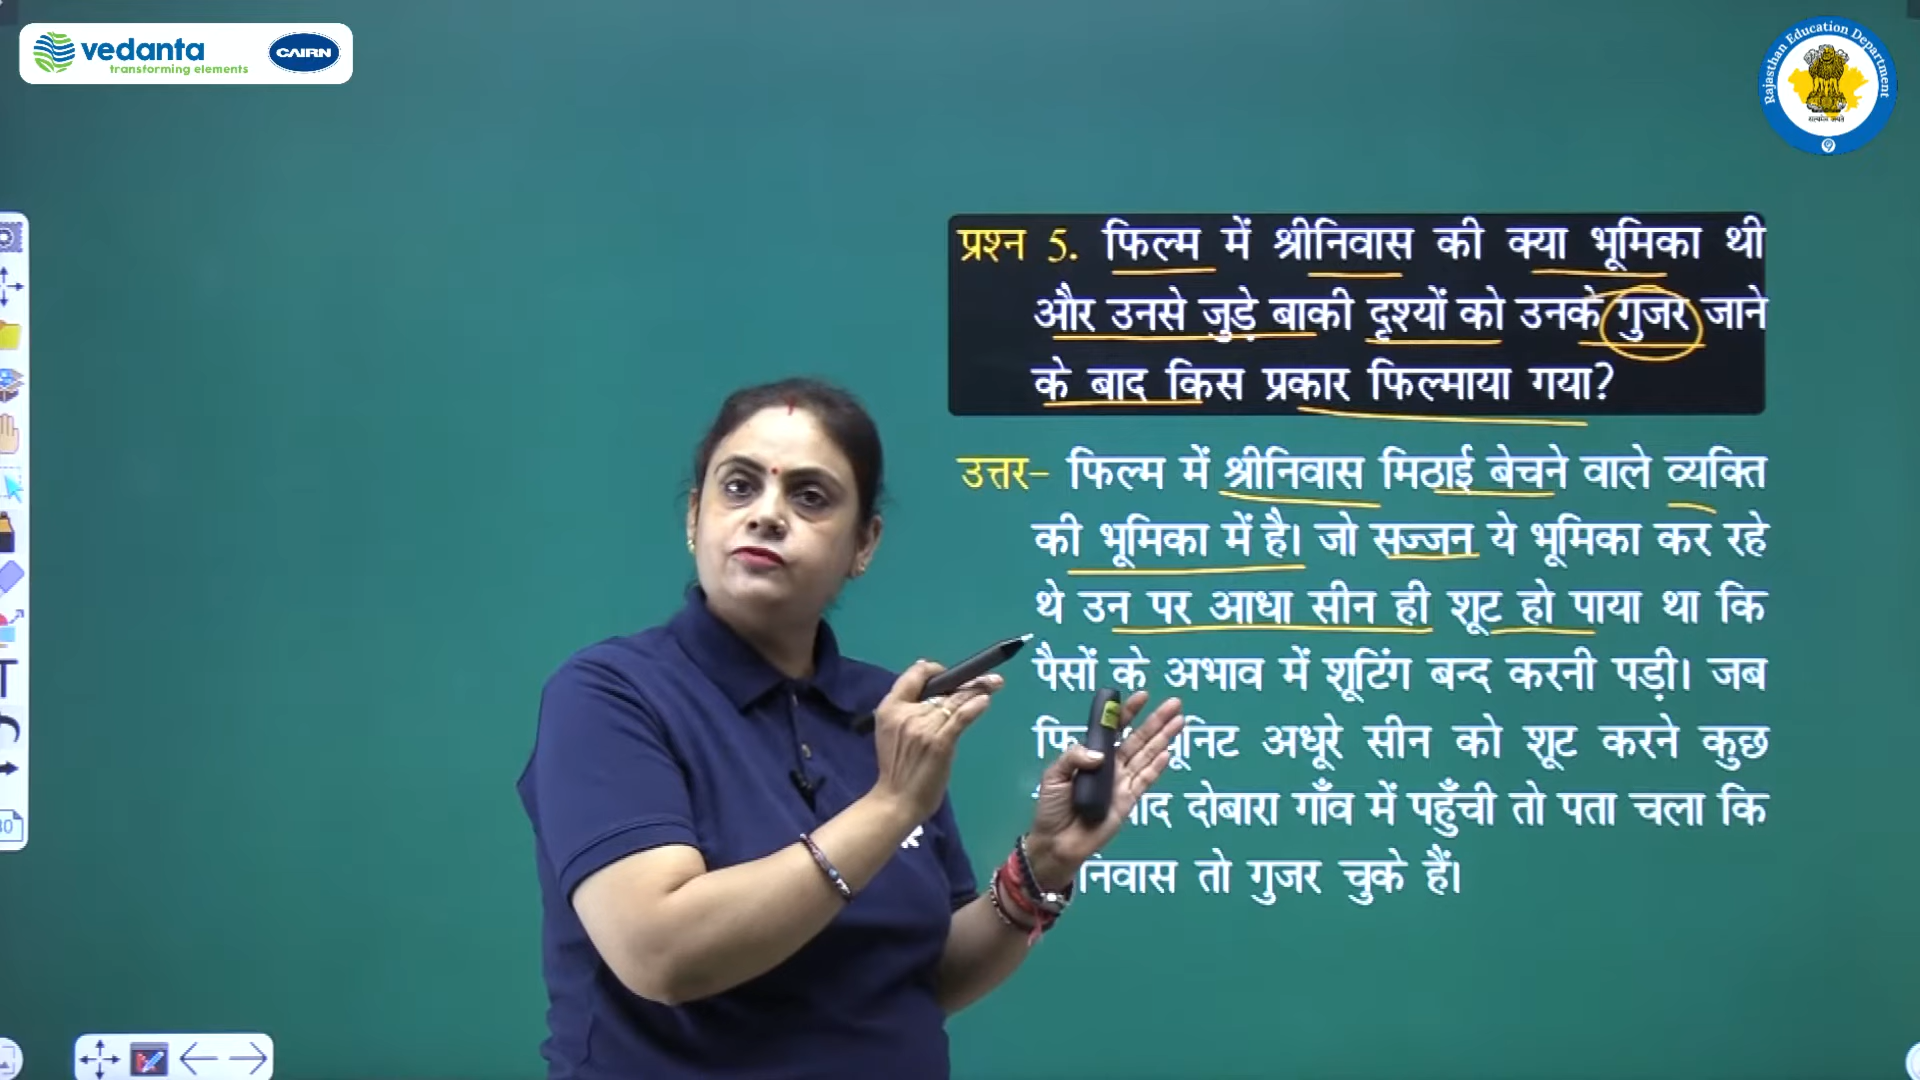 vedanta
transforming elements
CAIRN
Rajasthan Education Department
प्रश्न 5. फिल्म में श्रीनिवास की क्या भूमिका थी
और उनसे जुड़े बाकी दृश्यों को उनके गुजर जाने
के बाद किस प्रकार फिल्माया गया?
उत्तर- फिल्म में श्रीनिवास मिठाई बेचने वाले व्यक्ति
की भूमिका में है। जो सज्जन ये भूमिका कर रहे
थे उन पर आधा सीन ही शूट हो पाया था कि
पैसों के अभाव में शूटिंग बन्द करनी पड़ी। जब
अधूरे सीन को शूट करने कुछ
दोबारा गाँव में पहुँची तो पता चला कि
तो गुजर चुके हैं।